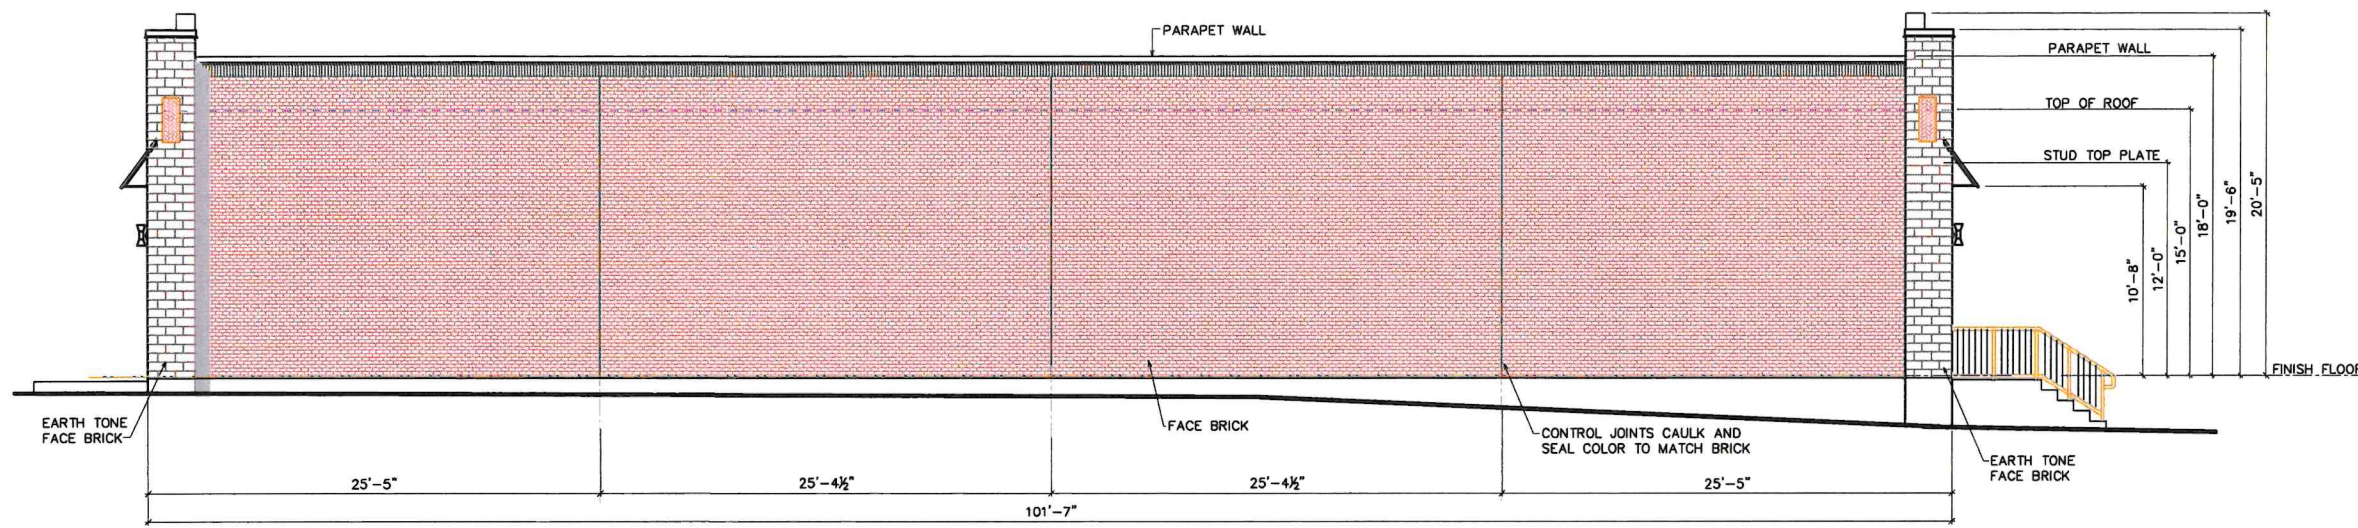 PARAPET WALL
PARAPET WALL
TOP OF ROOF
STUD TOP PLATE
10'-8"
12'-0"
15'-0"
18'-0"
19'-6"
20'-5"
FINISH FLOOR
EARTH TONE
FACE BRICK
FACE BRICK
CONTROL JOINTS CAULK AND
SEAL COLOR TO MATCH BRICK
EARTH TONE
FACE BRICK
25'-5"
25'-4½"
25'-4½"
25'-5"
101'-7"